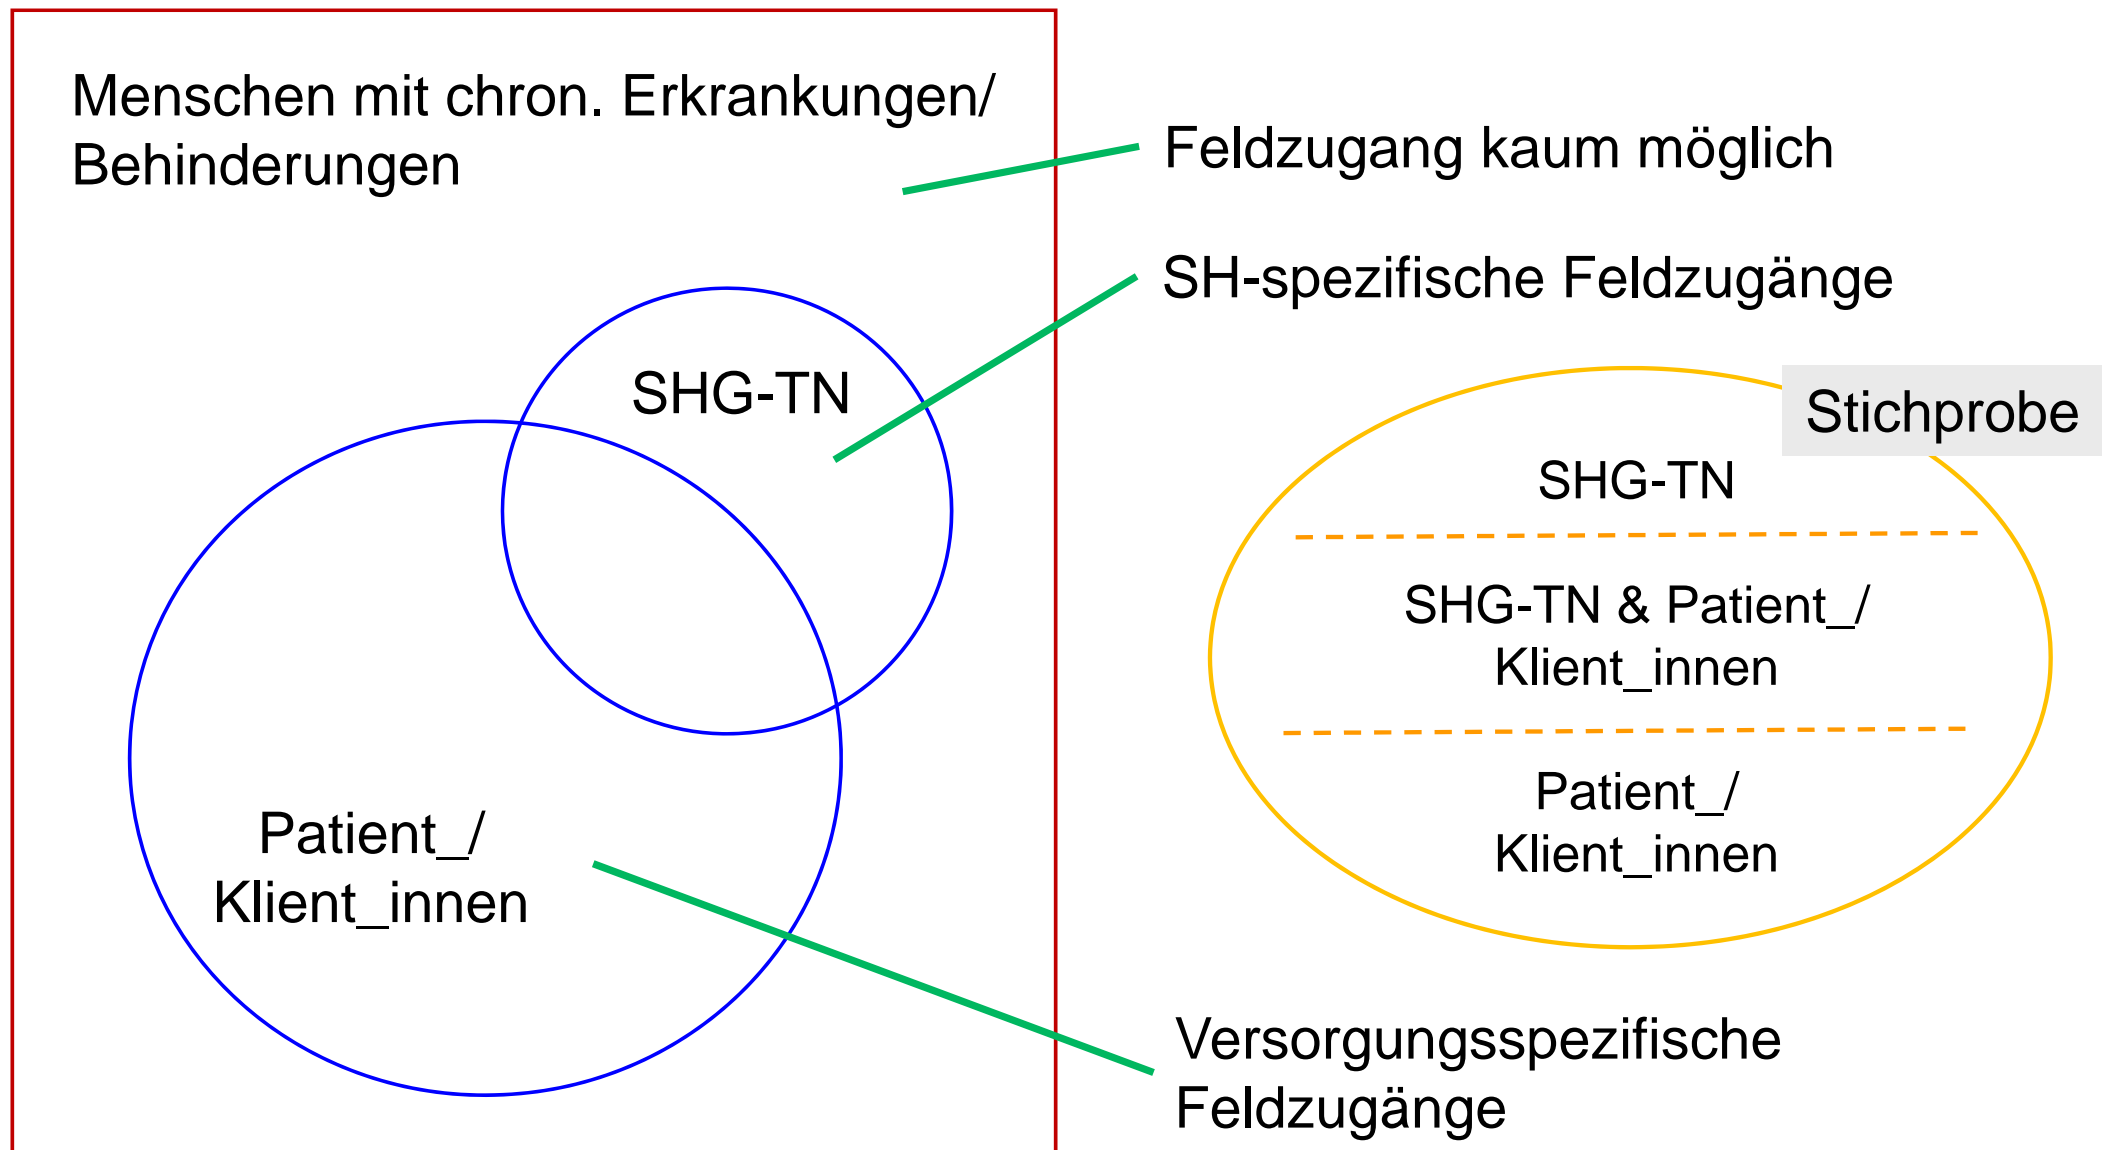 Menschen mit chron. Erkrankungen/
Behinderungen
Feldzugang kaum möglich
SH-spezifische Feldzugänge
SHG-TN
Stichprobe
SHG-TN
SHG-TN & Patient_/
Klient_innen
Patient_/
Klient_innen
Patient_/
Klient_innen
Versorgungsspezifische
Feldzugänge